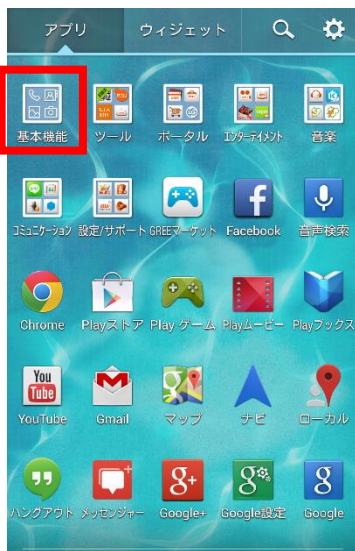 アプリ ウィジェット
基本機能 ツール ポータル エンターテイメント 音楽
コミュニケーション 設定/サポート GREEマーケット Facebook 音声検索
Chrome Playストア Play ゲーム Playムービー Playブックス
You
Tube
YouTube Gmail マップ ナビ ローカル
ハングアウト メッセンジャー Google+ Google設定 Google